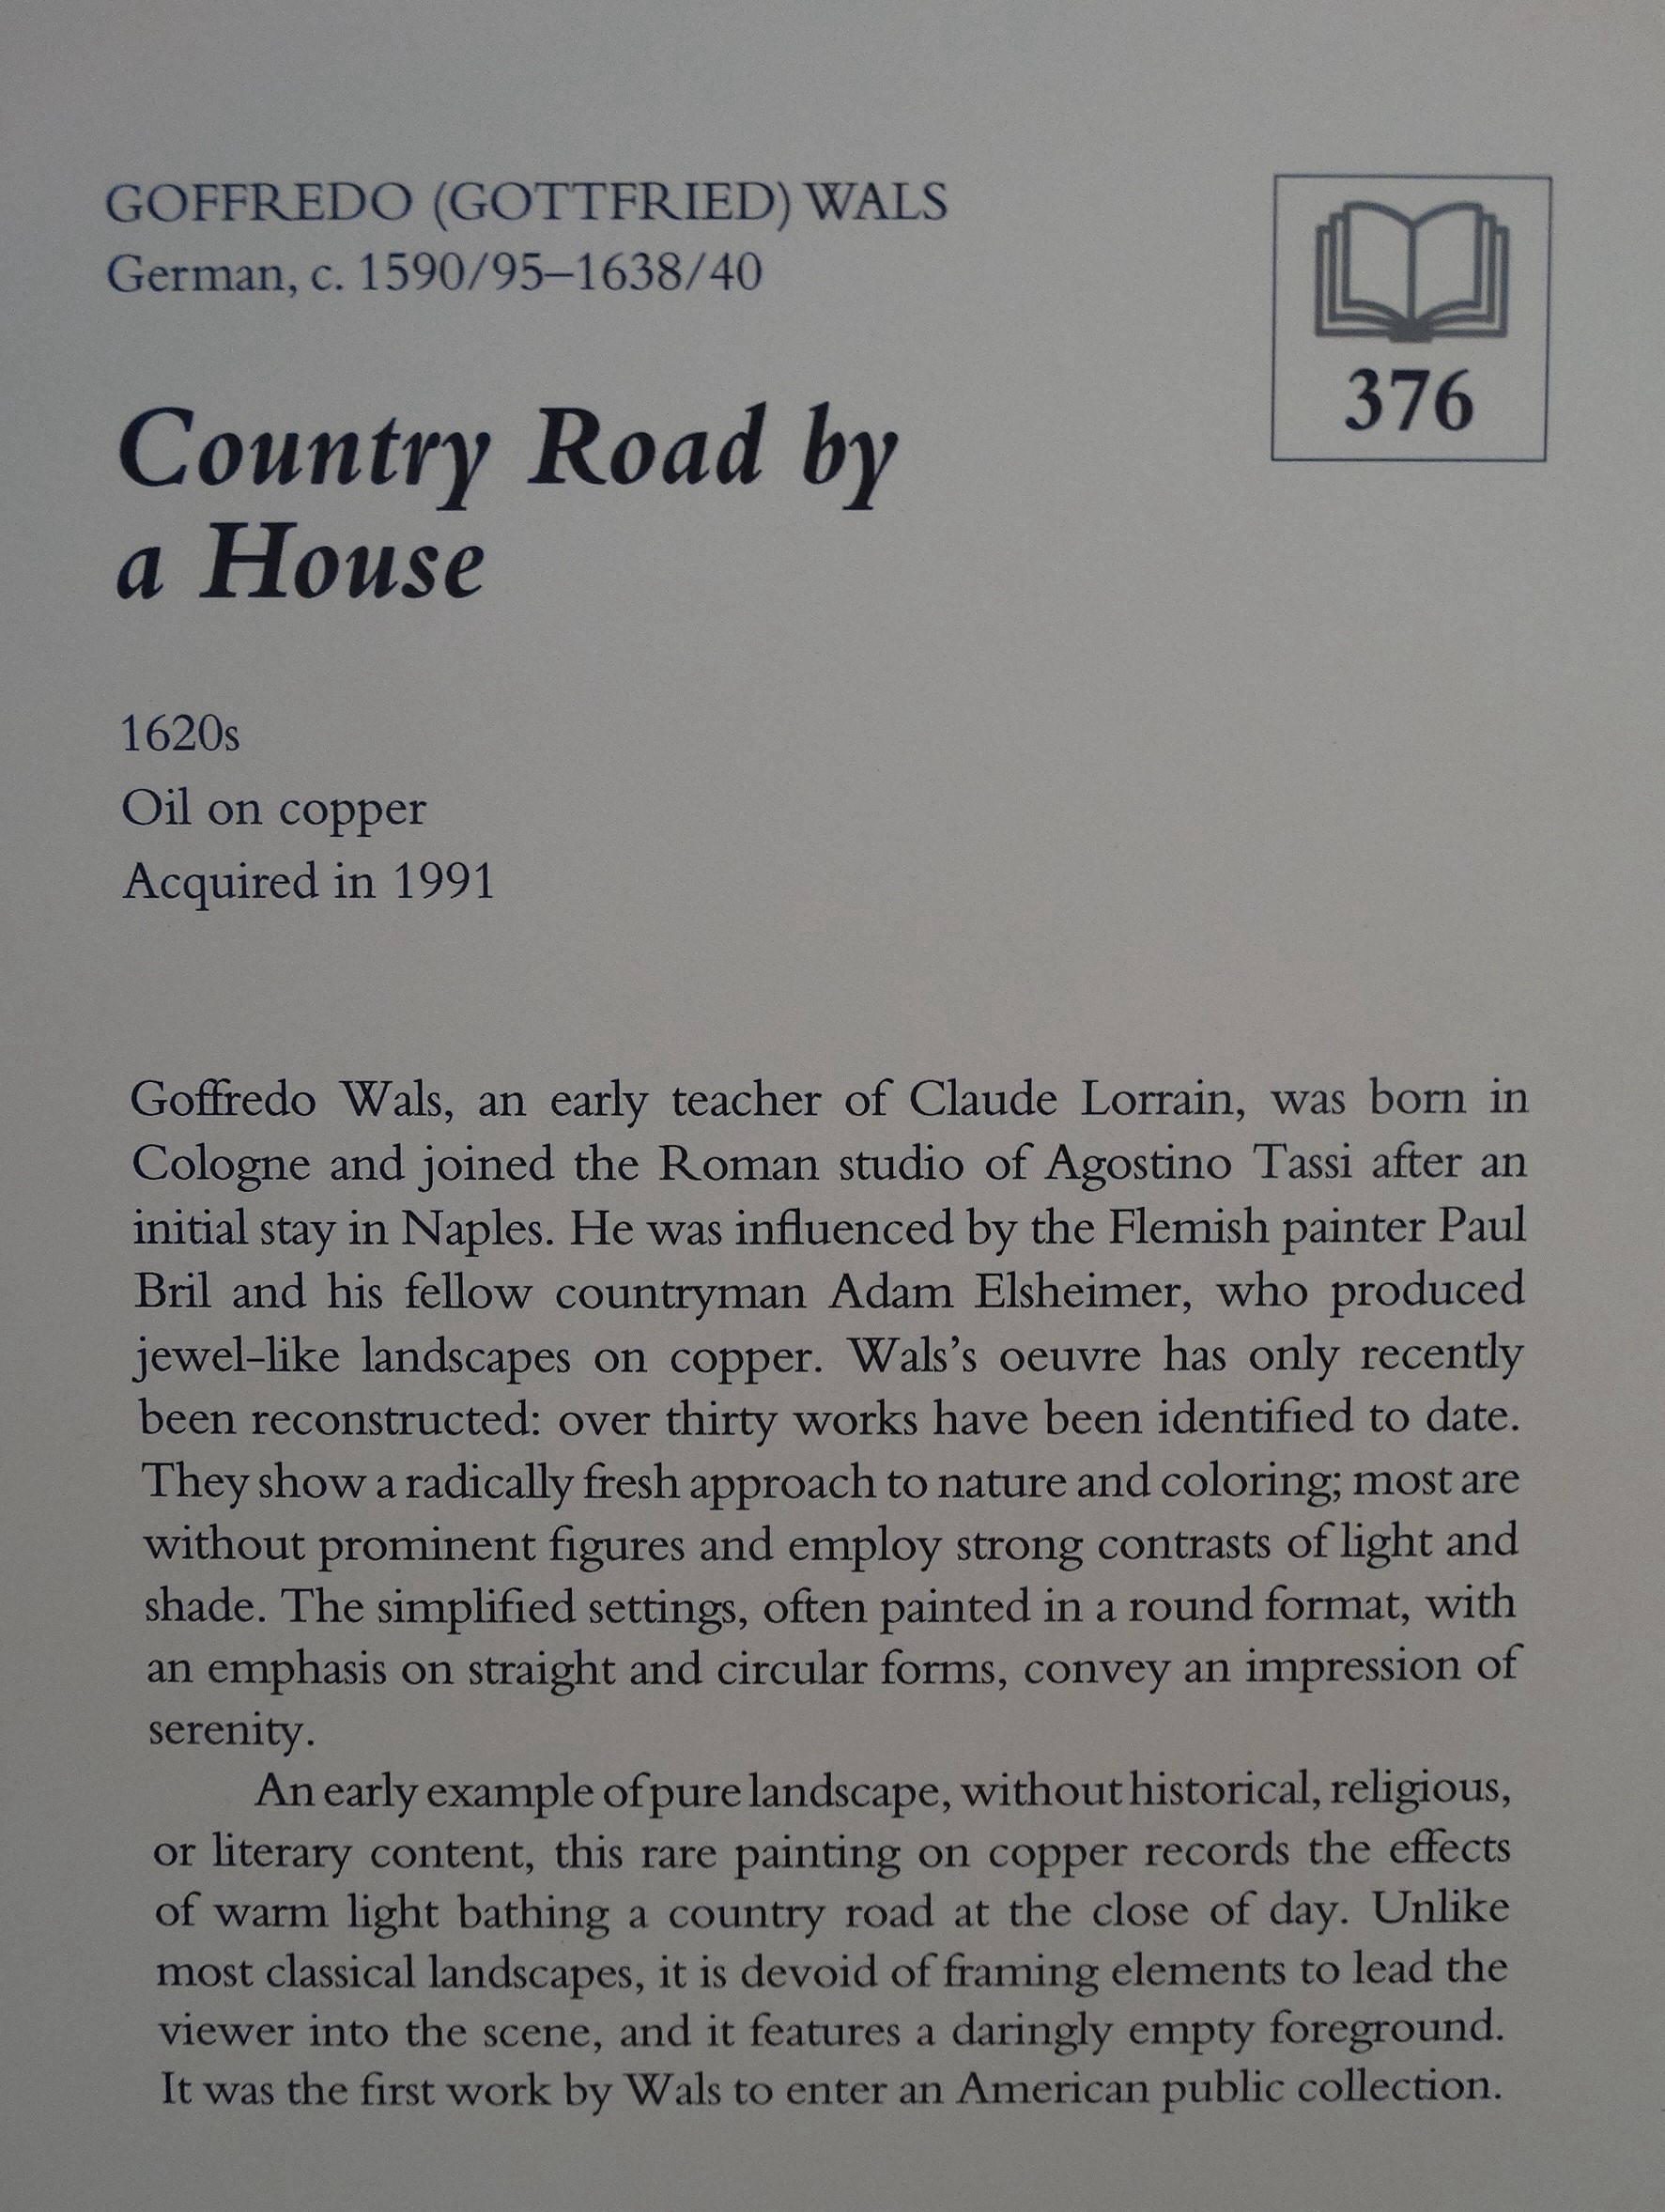 GOFFREDO (GOTTFRIED) WALS
German, c. 1590/95–1638/40
376
Country Road by
a House
1620s
Oil on copper
Acquired in 1991
Goffredo Wals, an early teacher of Claude Lorrain, was born in
Cologne and joined the Roman studio of Agostino Tassi after an
initial stay in Naples. He was influenced by the Flemish painter Paul
Bril and his fellow countryman Adam Elsheimer, who produced
jewel-like landscapes on copper. Wals’s oeuvre has only recently
been reconstructed: over thirty works have been identified to date.
They show a radically fresh approach to nature and coloring; most are
without prominent figures and employ strong contrasts of light and
shade. The simplified settings, often painted in a round format, with
an emphasis on straight and circular forms, convey an impression of
serenity.
An early example of pure landscape, without historical, religious,
or literary content, this rare painting on copper records the effects
of warm light bathing a country road at the close of day. Unlike
most classical landscapes, it is devoid of framing elements to lead the
viewer into the scene, and it features a daringly empty foreground.
It was the first work by Wals to enter an American public collection.